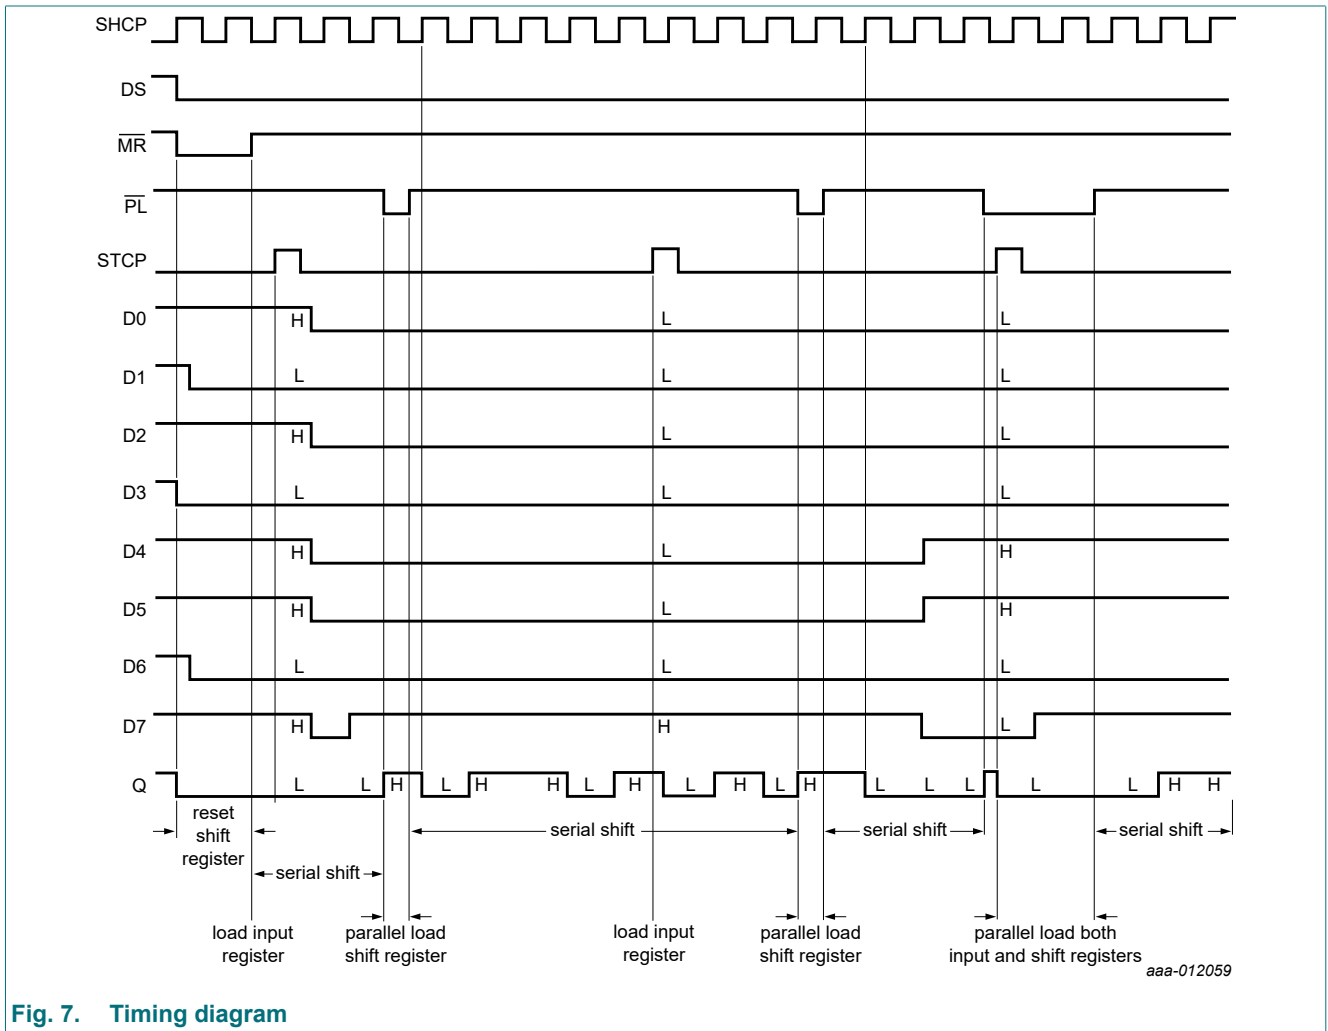 SHCP
DS
MR
PL
STCP
D0 H L L
D1 L L L
D2 H L L
D3 L L L
D4 H L H
D5 H L H
D6 L L L
D7 H H L
Q L L H L H H L H L H L H L L L L L H H
reset
shift
register
serial shift
serial shift
serial shift
serial shift
load input
register
parallel load
shift register
load input
register
parallel load
shift register
parallel load both
input and shift registers
aaa-012059
Fig. 7. Timing diagram